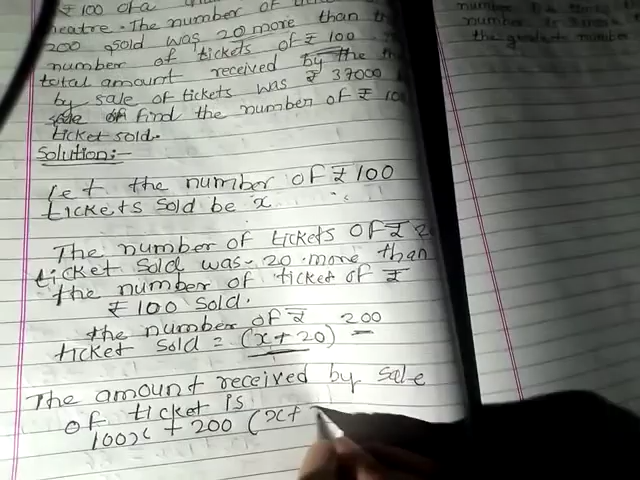 ₹100
theatre. The number of
200 sold was 20 more than
number of tickets of ₹100
total amount received by the
by sale of tickets was ₹ 37000
of find the number of ₹
ticket sold.
Solution:-
Let the number of ₹100
tickets sold be x
The number of tickets of ₹
ticket sold was 20 more than
the number of ticket of ₹
₹100 sold.
the number of ₹ 200
ticket sold = (x+20)
The amount received by sale
of ticket is
100x + 200 (x+
number
number is
the number